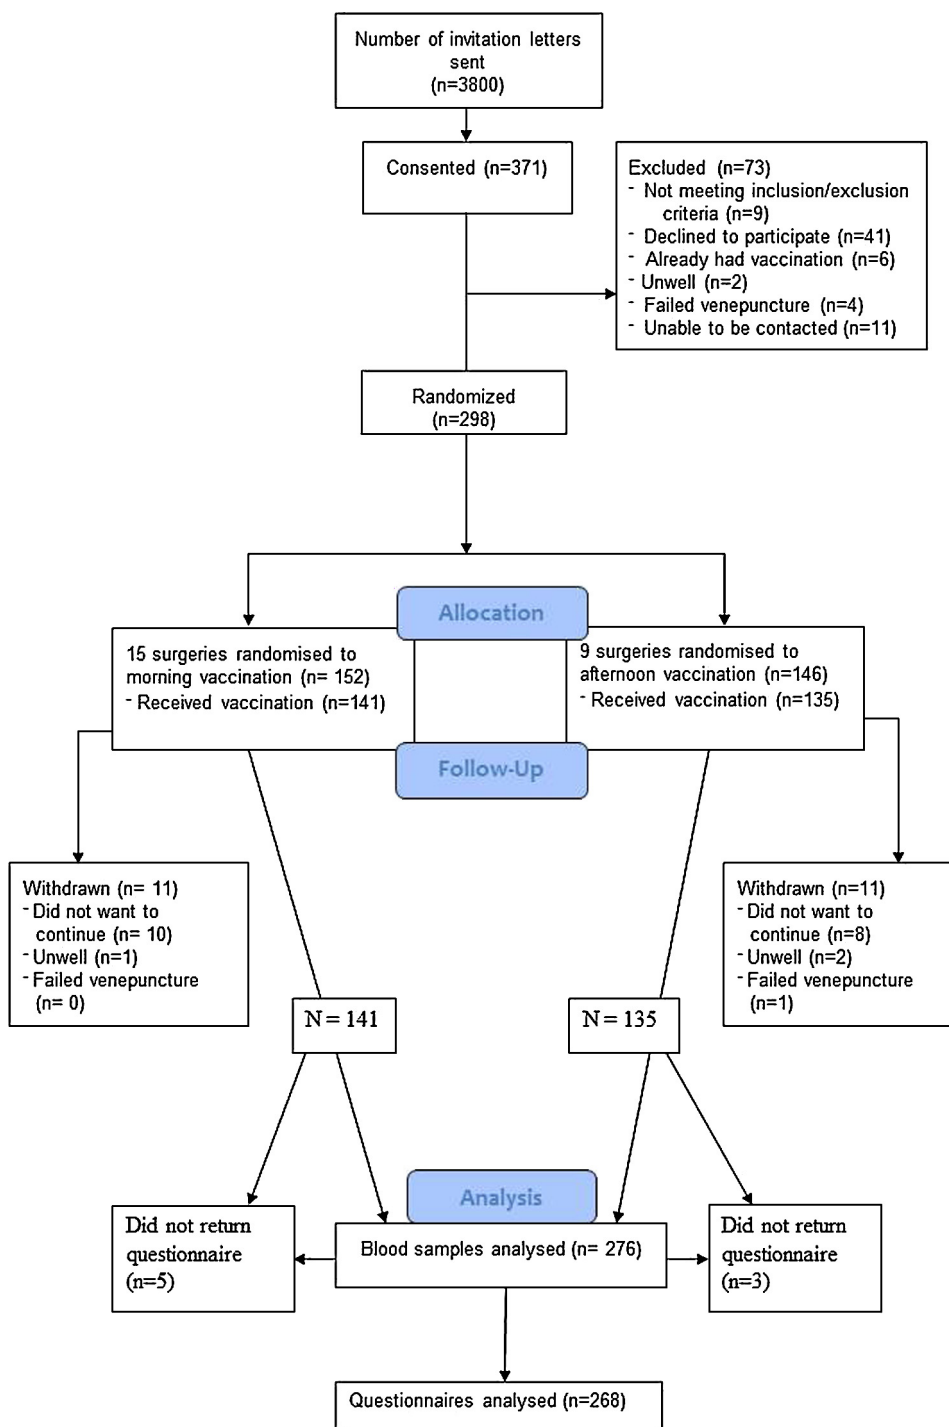 Number of invitation letters
sent
(n=3800)
Consented (n=371)
Excluded (n=73)
- Not meeting inclusion/exclusion
criteria (n=9)
- Declined to participate (n=41)
- Already had vaccination (n=6)
- Unwell (n=2)
- Failed venepuncture (n=4)
- Unable to be contacted (n=11)
Randomized
(n=298)
Allocation
15 surgeries randomised to
morning vaccination (n= 152)
- Received vaccination (n=141)
9 surgeries randomised to
afternoon vaccination (n=146)
- Received vaccination (n=135)
Follow-Up
Withdrawn (n= 11)
- Did not want to
continue (n= 10)
- Unwell (n=1)
- Failed venepuncture
(n= 0)
Withdrawn (n=11)
- Did not want to
continue (n=8)
- Unwell (n=2)
- Failed venepuncture
(n=1)
N = 141
N = 135
Analysis
Did not return
questionnaire
(n=5)
Blood samples analysed (n= 276)
Did not return
questionnaire
(n=3)
Questionnaires analysed (n=268)